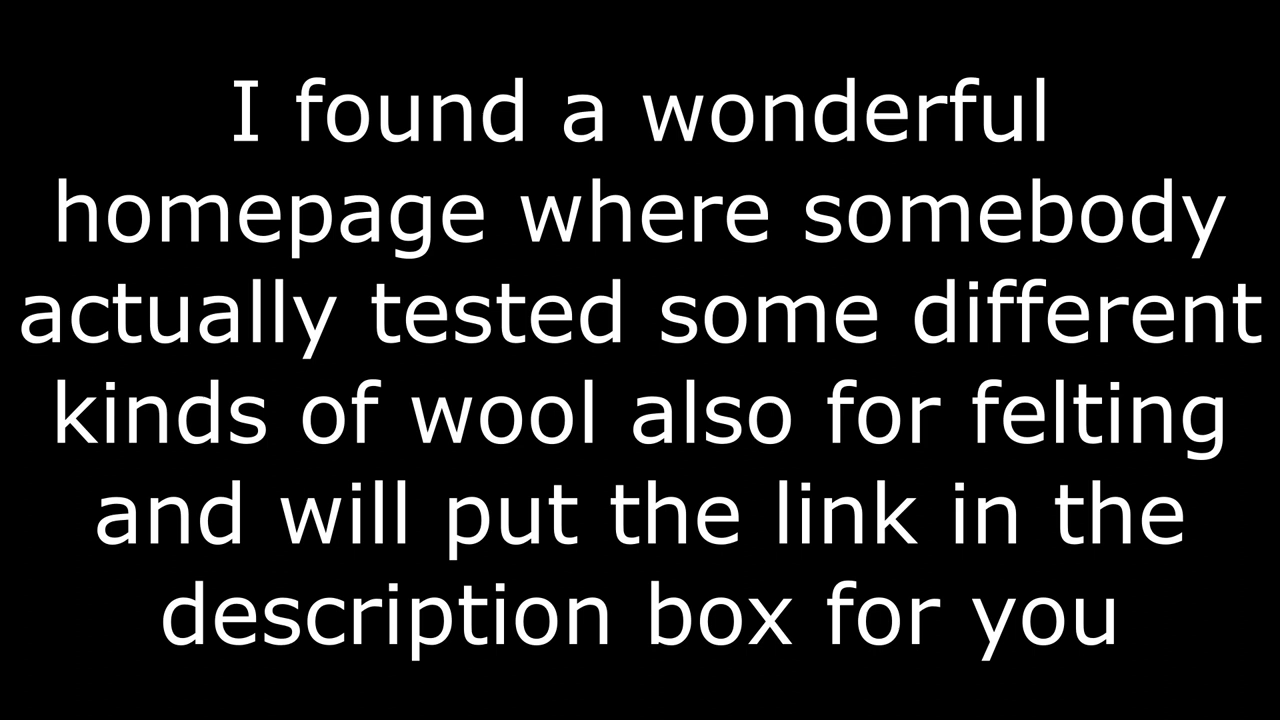 I found a wonderful
homepage where somebody
actually tested some different
kinds of wool also for felting
and will put the link in the
description box for you